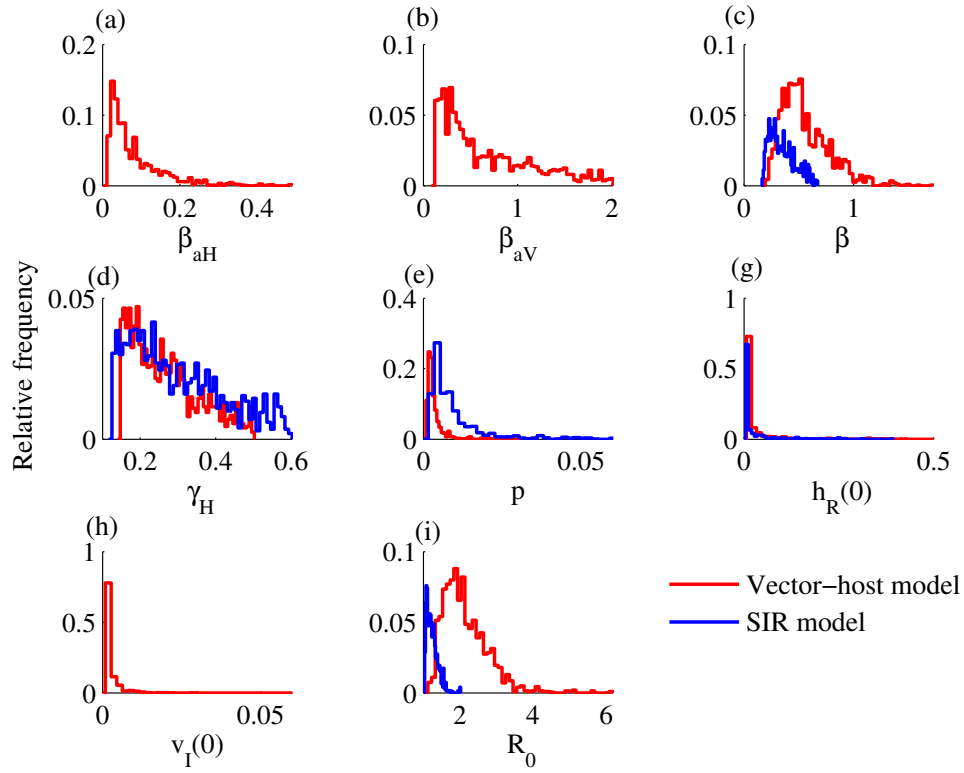 (a)
0.2
0.1
0
0 0.2 0.4
β_aH
(b)
0.1
0.05
0
0 1 2
β_aV
(c)
0.1
0.05
0
0 1
β
Relative frequency
(d)
0.05
0
0.2 0.4 0.6
γ_H
(e)
0.4
0.2
0
0 0.05
p
(g)
1
0.5
0
0 0.5
h_R(0)
(h)
1
0.5
0
0 0.05
v_I(0)
(i)
0.1
0.05
0
2 4 6
R_0
Vector–host model
SIR model